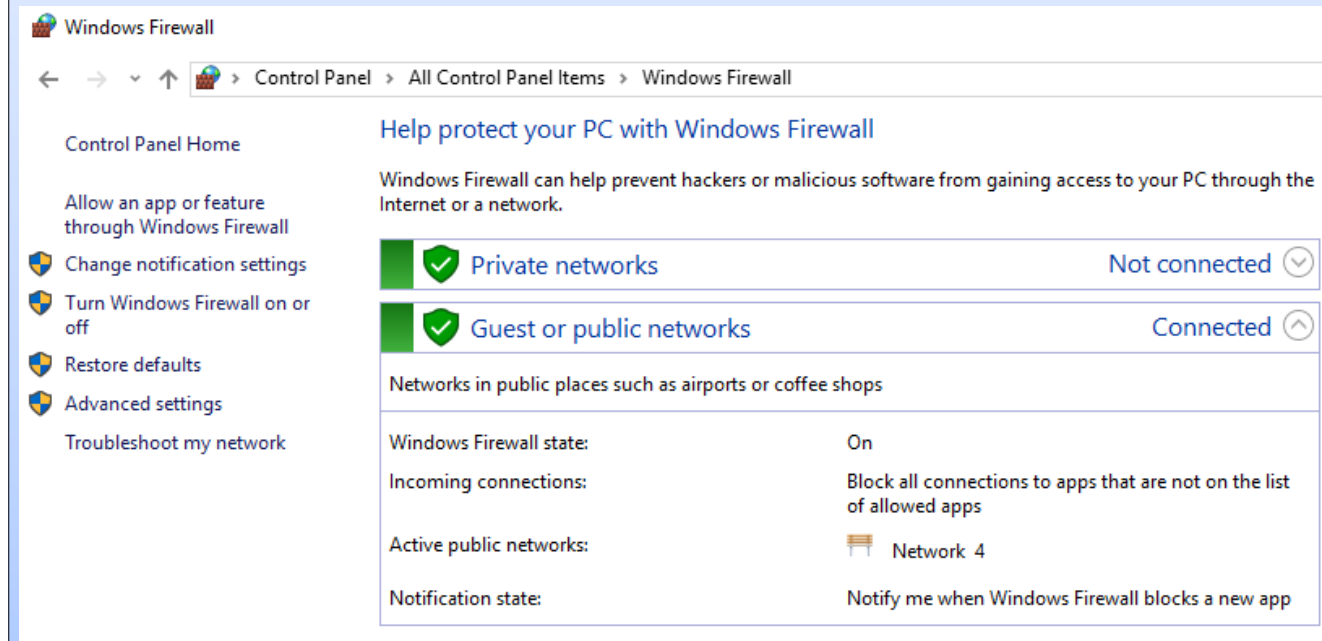 Windows Firewall
Control Panel > All Control Panel Items > Windows Firewall
Control Panel Home
Allow an app or feature
through Windows Firewall
Change notification settings
Turn Windows Firewall on or
off
Restore defaults
Advanced settings
Troubleshoot my network
Help protect your PC with Windows Firewall
Windows Firewall can help prevent hackers or malicious software from gaining access to your PC through the
Internet or a network.
Private networks Not connected
Guest or public networks Connected
Networks in public places such as airports or coffee shops
Windows Firewall state: On
Incoming connections: Block all connections to apps that are not on the list
of allowed apps
Active public networks: Network 4
Notification state: Notify me when Windows Firewall blocks a new app